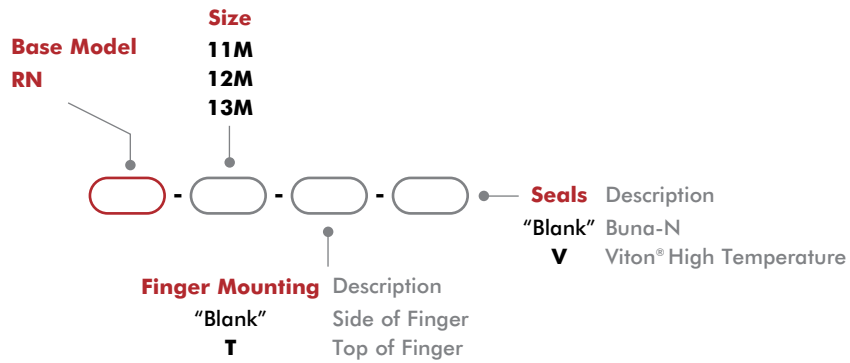 Size
Base Model
RN
11M
12M
13M
- - -
Seals Description
“Blank” Buna-N
V Viton® High Temperature
Finger Mounting Description
“Blank” Side of Finger
T Top of Finger